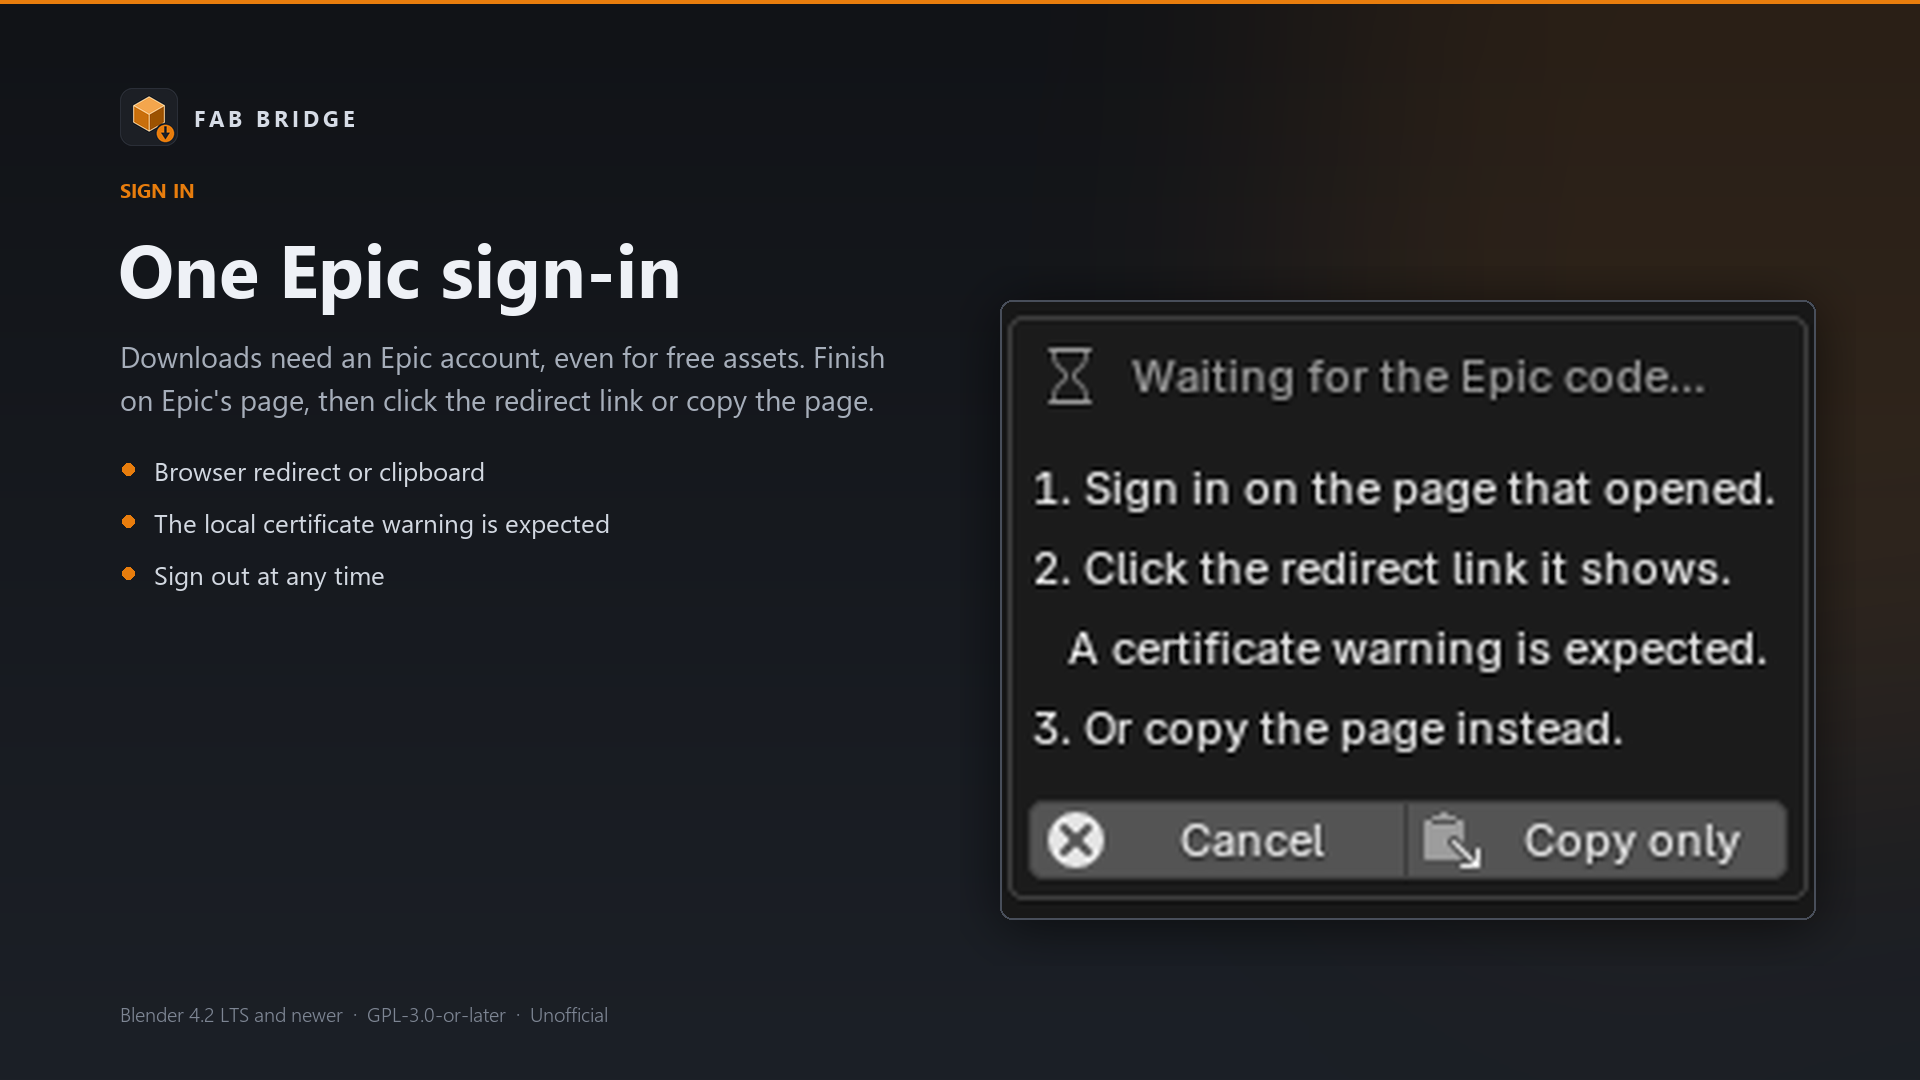 FAB BRIDGE
SIGN IN
One Epic sign-in
Downloads need an Epic account, even for free assets. Finish
on Epic's page, then click the redirect link or copy the page.
Browser redirect or clipboard
The local certificate warning is expected
Sign out at any time
Waiting for the Epic code...
1. Sign in on the page that opened.
2. Click the redirect link it shows.
A certificate warning is expected.
3. Or copy the page instead.
Cancel
Copy only
Blender 4.2 LTS and newer · GPL-3.0-or-later · Unofficial